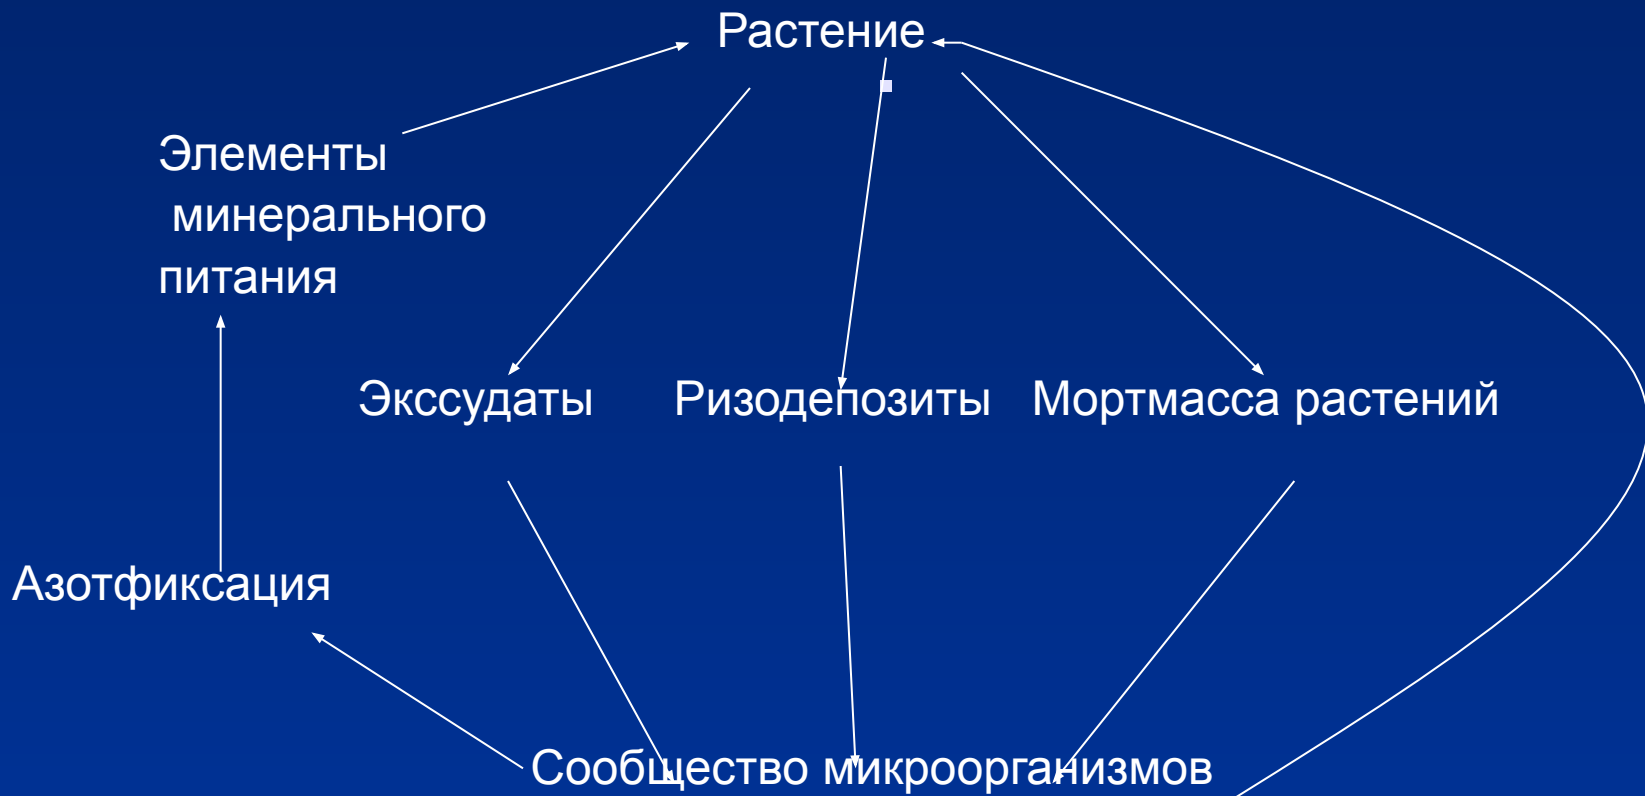 Растение
Элементы
минерального
питания
Экссудаты
Ризодепозиты
Мортмасса растений
Азотфиксация
Сообщество микроорганизмов